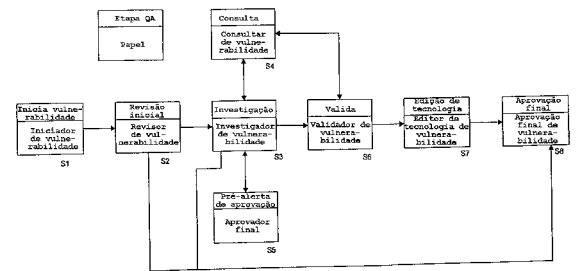 Etapa QA
Papel
Consulta
Consultar
de vulne-
rabilidade
S4
Inicia vulne-
rabilidade
Iniciador
de vulne-
rabilidade
S1
Revisão
inicial
Revisor
de vul-
nerabilidade
S2
Investigação
Investigador
de vulnera-
bilidade
S3
Valida
Validador de
vulnera-
bilidade
S6
Edição de
tecnologia
Editor de
tecnologia de
vulnera-
bilidade
S7
Aprovação
final
Aprovação
final de
vulnera-
bilidade
S8
Pré-alerta
de aprovação
Aprovador
final
S5